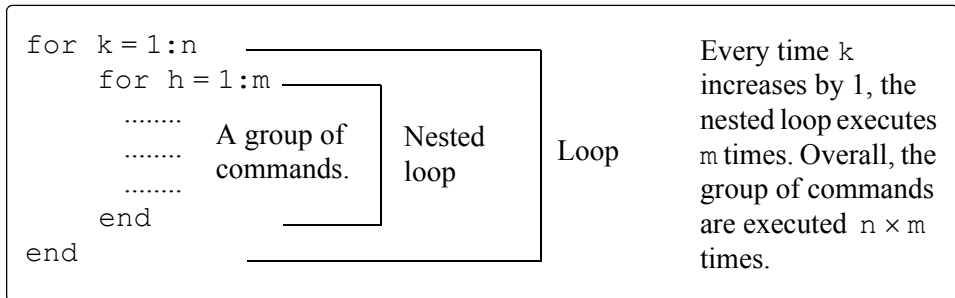 for k = 1:n
for h = 1:m
........
........
........
end
end
A group of
commands.
Nested
loop
Loop
Every time k
increases by 1, the
nested loop executes
m times. Overall, the
group of commands
are executed n × m
times.